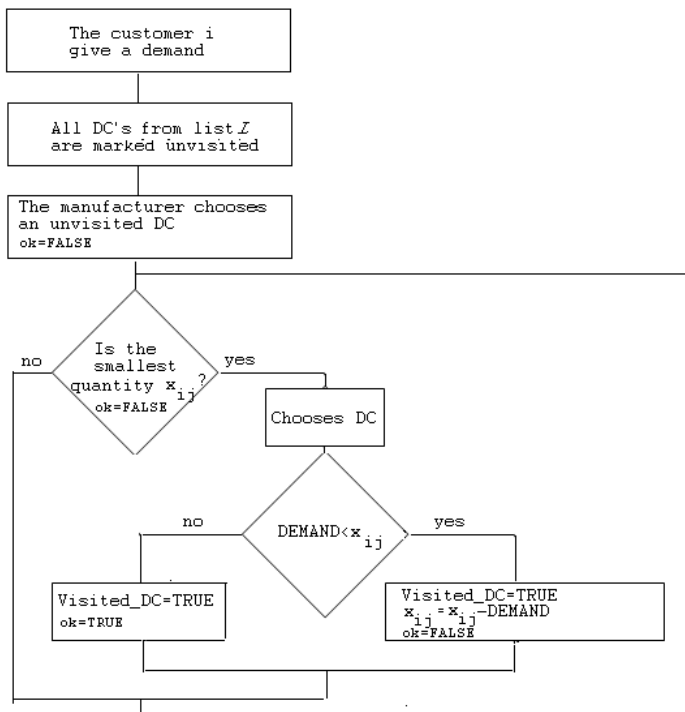 The customer i
give a demand
All DC's from list I
are marked unvisited
The manufacturer chooses
an unvisited DC
ok=FALSE
no
Is the
smallest
quantity x_ij?
ok=FALSE
yes
Chooses DC
no
DEMAND<x_ij
yes
Visited_DC=TRUE
ok=TRUE
Visited_DC=TRUE
x_ij=x_ij-DEMAND
ok=FALSE